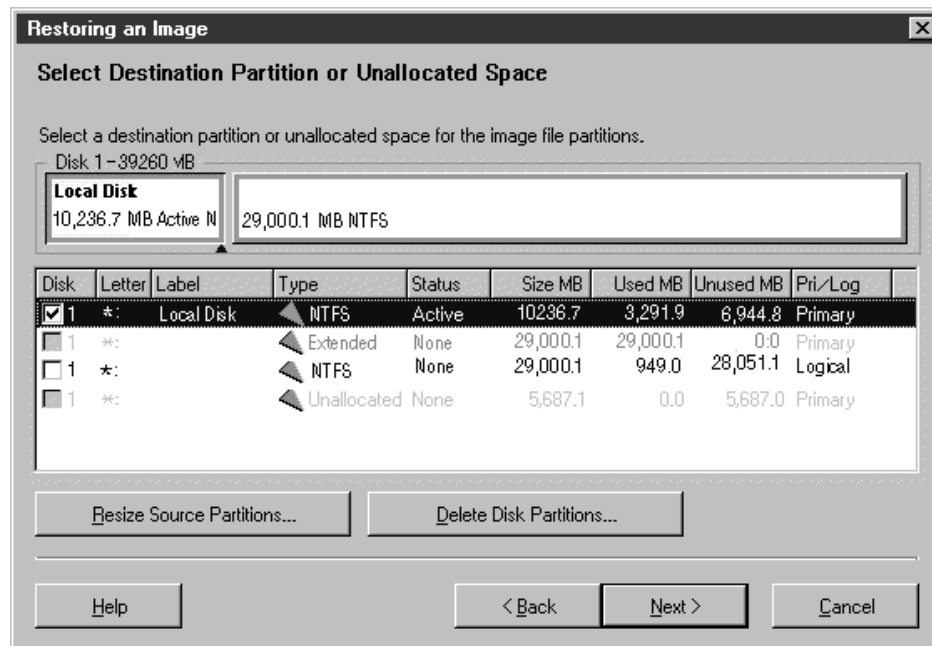 Restoring an Image
Select Destination Partition or Unallocated Space
Select a destination partition or unallocated space for the image file partitions.
Disk 1 - 39260 MB
Local Disk
10,236.7 MB Active N
29,000.1 MB NTFS
Disk Letter Label Type Status Size MB Used MB Unused MB Pri/Log
1 *: Local Disk NTFS Active 10236.7 3,291.9 6,944.8 Primary
1 *: Extended None 29,000.1 29,000.1 0:0 Primary
1 *: NTFS None 29,000.1 949.0 28,051.1 Logical
1 *: Unallocated None 5,687.1 0.0 5,687.0 Primary
Resize Source Partitions... Delete Disk Partitions...
Help < Back Next > Cancel